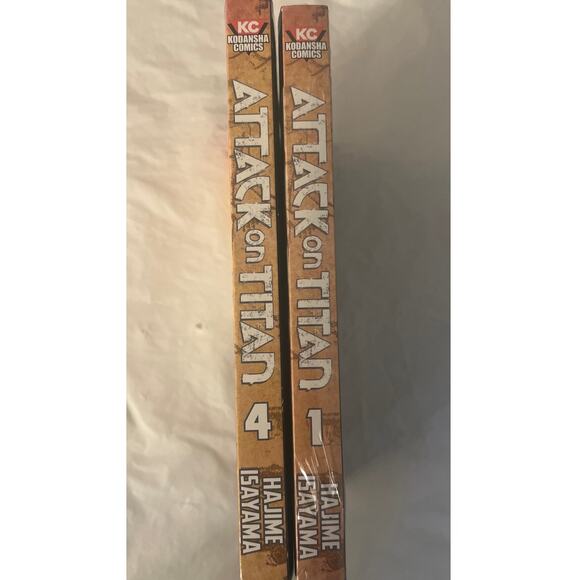 KC
KODANSHA
COMICS
ATTACK on TITAN
4
HAJIME
ISAYAMA
KC
KODANSHA
COMICS
ATTACK on TITAN
1
HAJIME
ISAYAMA